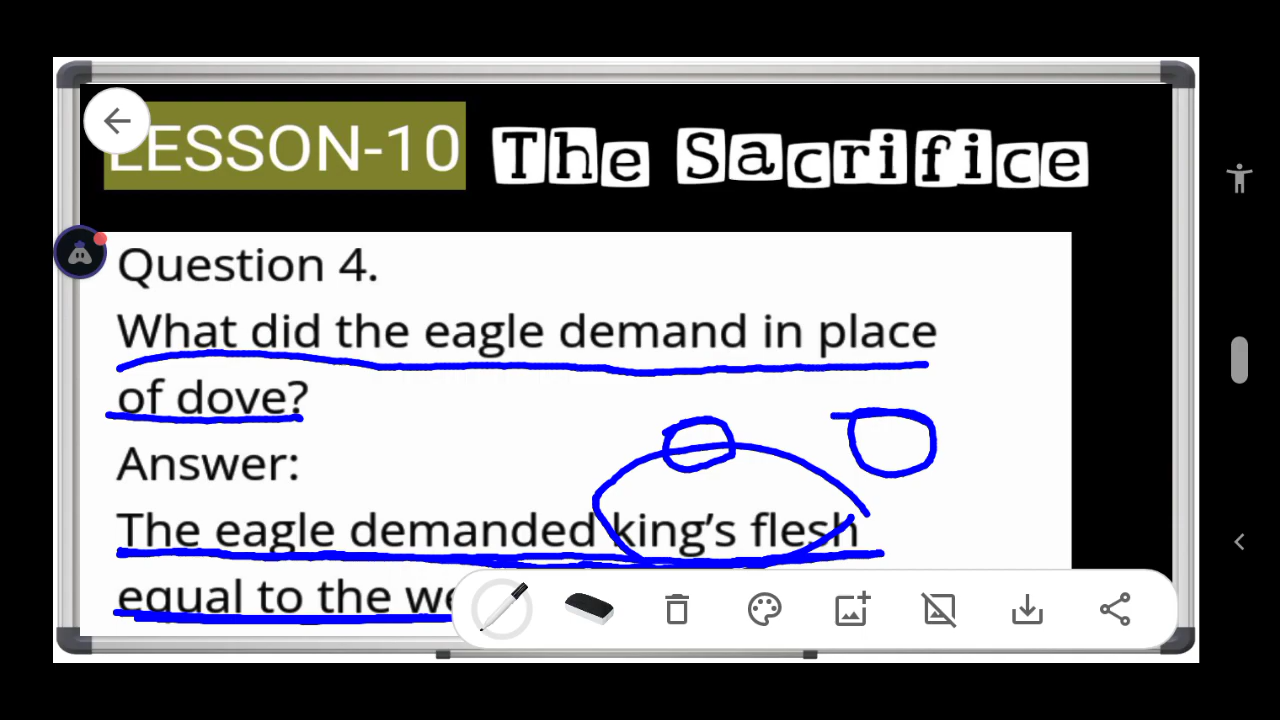 LESSON-10 The Sacrifice
Question 4.
What did the eagle demand in place
of dove?
Answer:
The eagle demanded king's flesh
equal to the